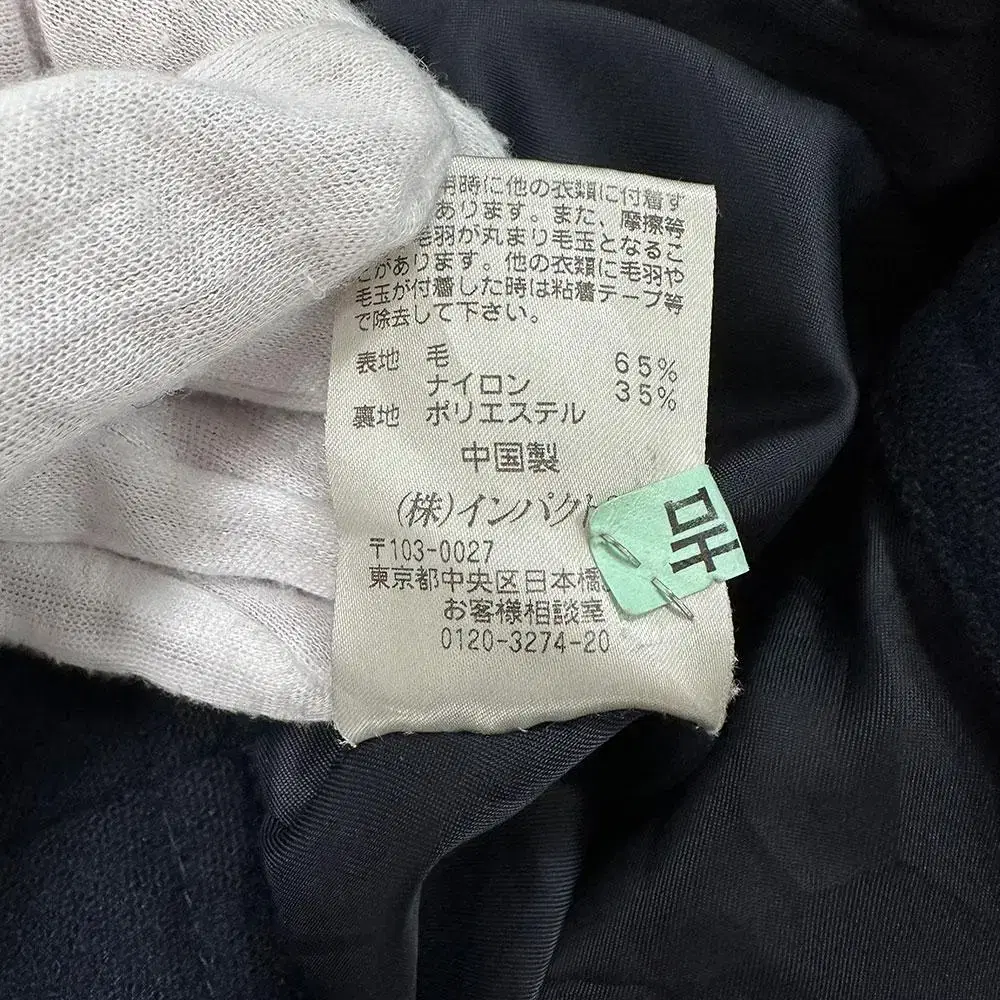 用時に他の衣類に付着す
あります。また、摩擦等
毛羽が丸まり毛玉となるこ
とがあります。他の衣類に毛羽や
毛玉が付着した時は粘着テープ等
で除去して下さい。
表地 毛 65%
ナイロン 35%
裏地 ポリエステル
中国製
(株)インパクト
〒103-0027
東京都中央区日本橋
お客様相談室
0120-3274-20